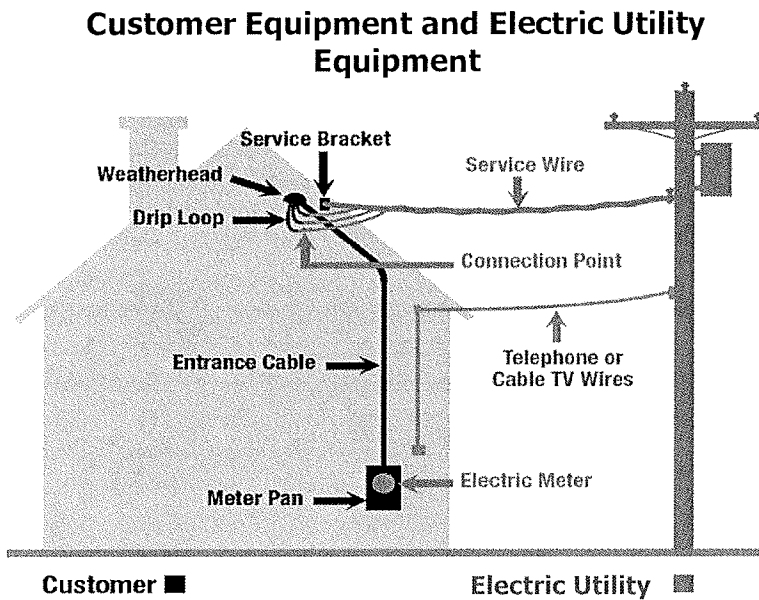 Customer Equipment and Electric Utility
Equipment
Service Bracket
Weatherhead
Service Wire
Drip Loop
Connection Point
Entrance Cable
Telephone or
Cable TV Wires
Electric Meter
Meter Pan
Customer
Electric Utility